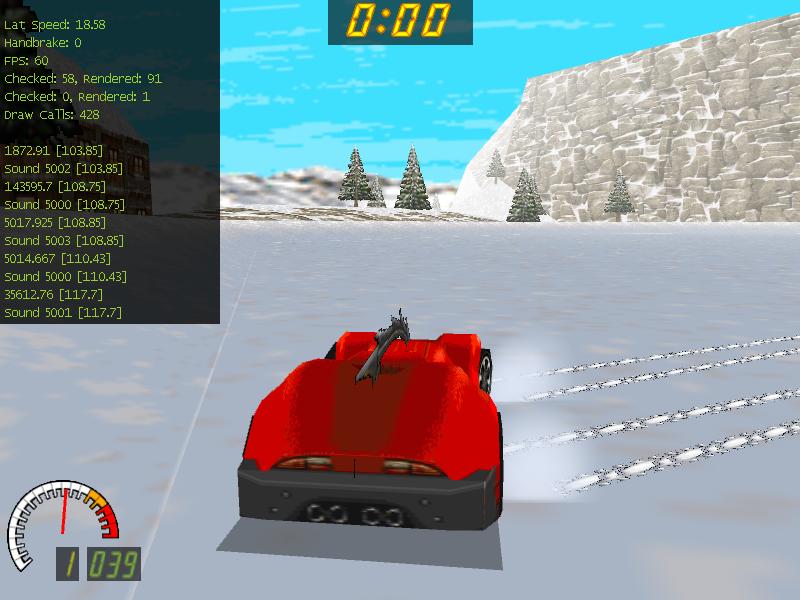 Lat Speed: 18.58
Handbrake: 0
FPS: 60
Checked: 58, Rendered: 91
Checked: 0, Rendered: 1
Draw Calls: 428
1872.91 [103.85]
Sound 5002 [103.85]
143595.7 [108.75]
Sound 5000 [108.75]
5017.925 [108.85]
Sound 5003 [108.85]
5014.667 [110.43]
Sound 5000 [110.43]
35612.76 [117.7]
Sound 5001 [117.7]
0:00
1 039